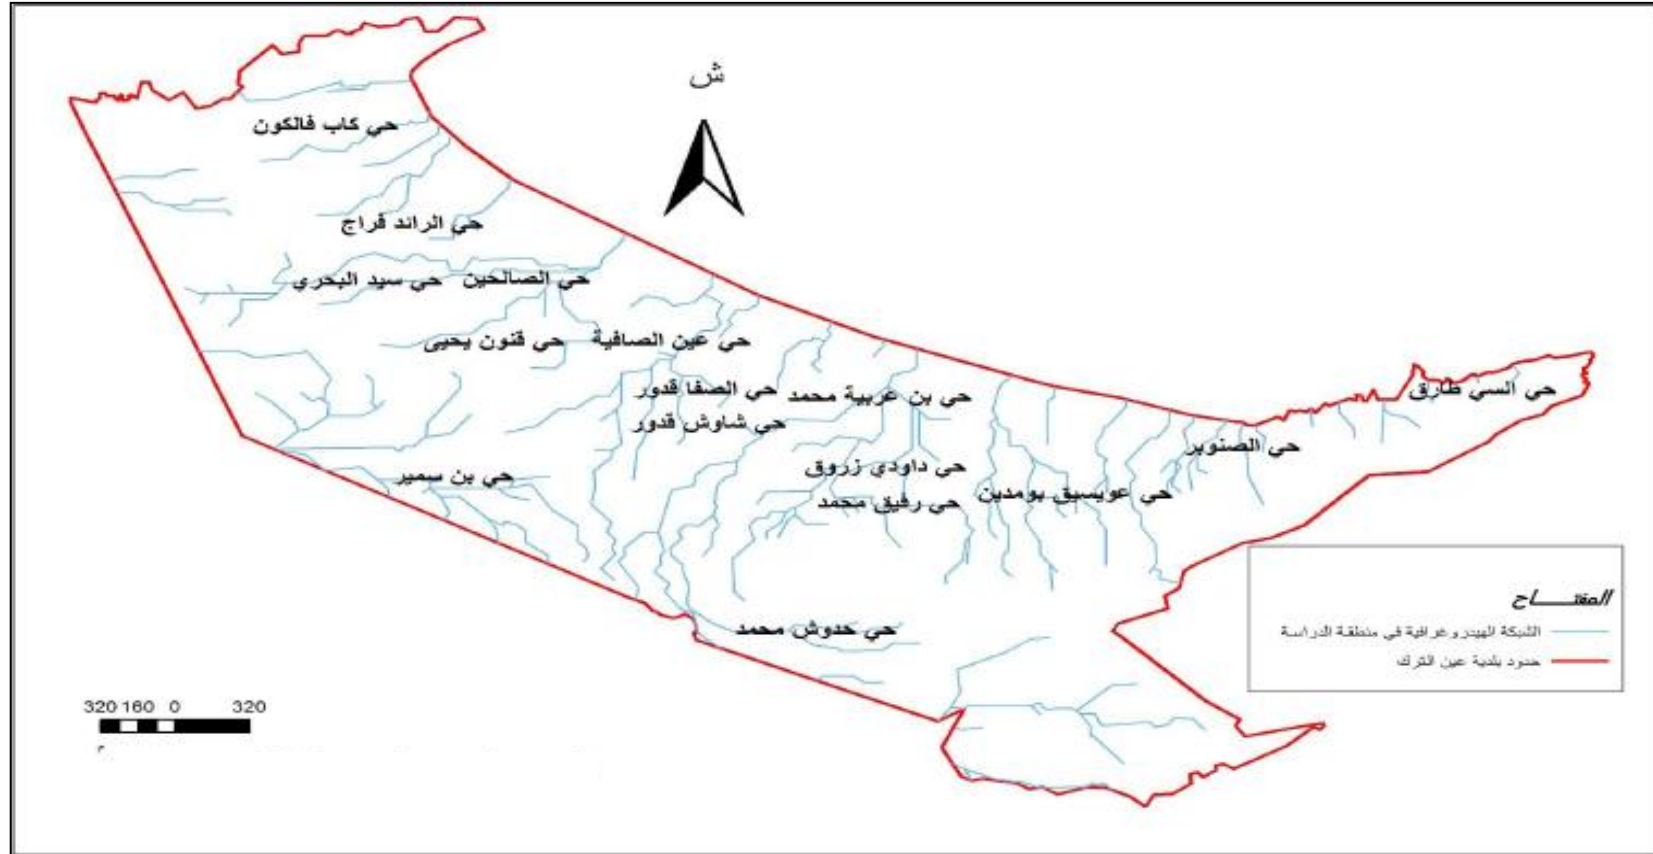 ش
حي كاب فالكون
حي الرائد فراج
حي سيد البحري
حي الصالحين
حي قنون يحيى
حي عين الصافية
حي الصفا قدور
حي بن عربية محمد
حي شاوش قدور
حي السي طارق
حي الصنوبر
حي داودي زروق
حي بن سمير
حي عويسيق بومدين
حي رفيق محمد
حي حدوش محمد
المفتـــاح
الشبكة الهيدروغرافية في منطقة الدراسة
حدود بلدية عين الترك
320 160 0 320
م